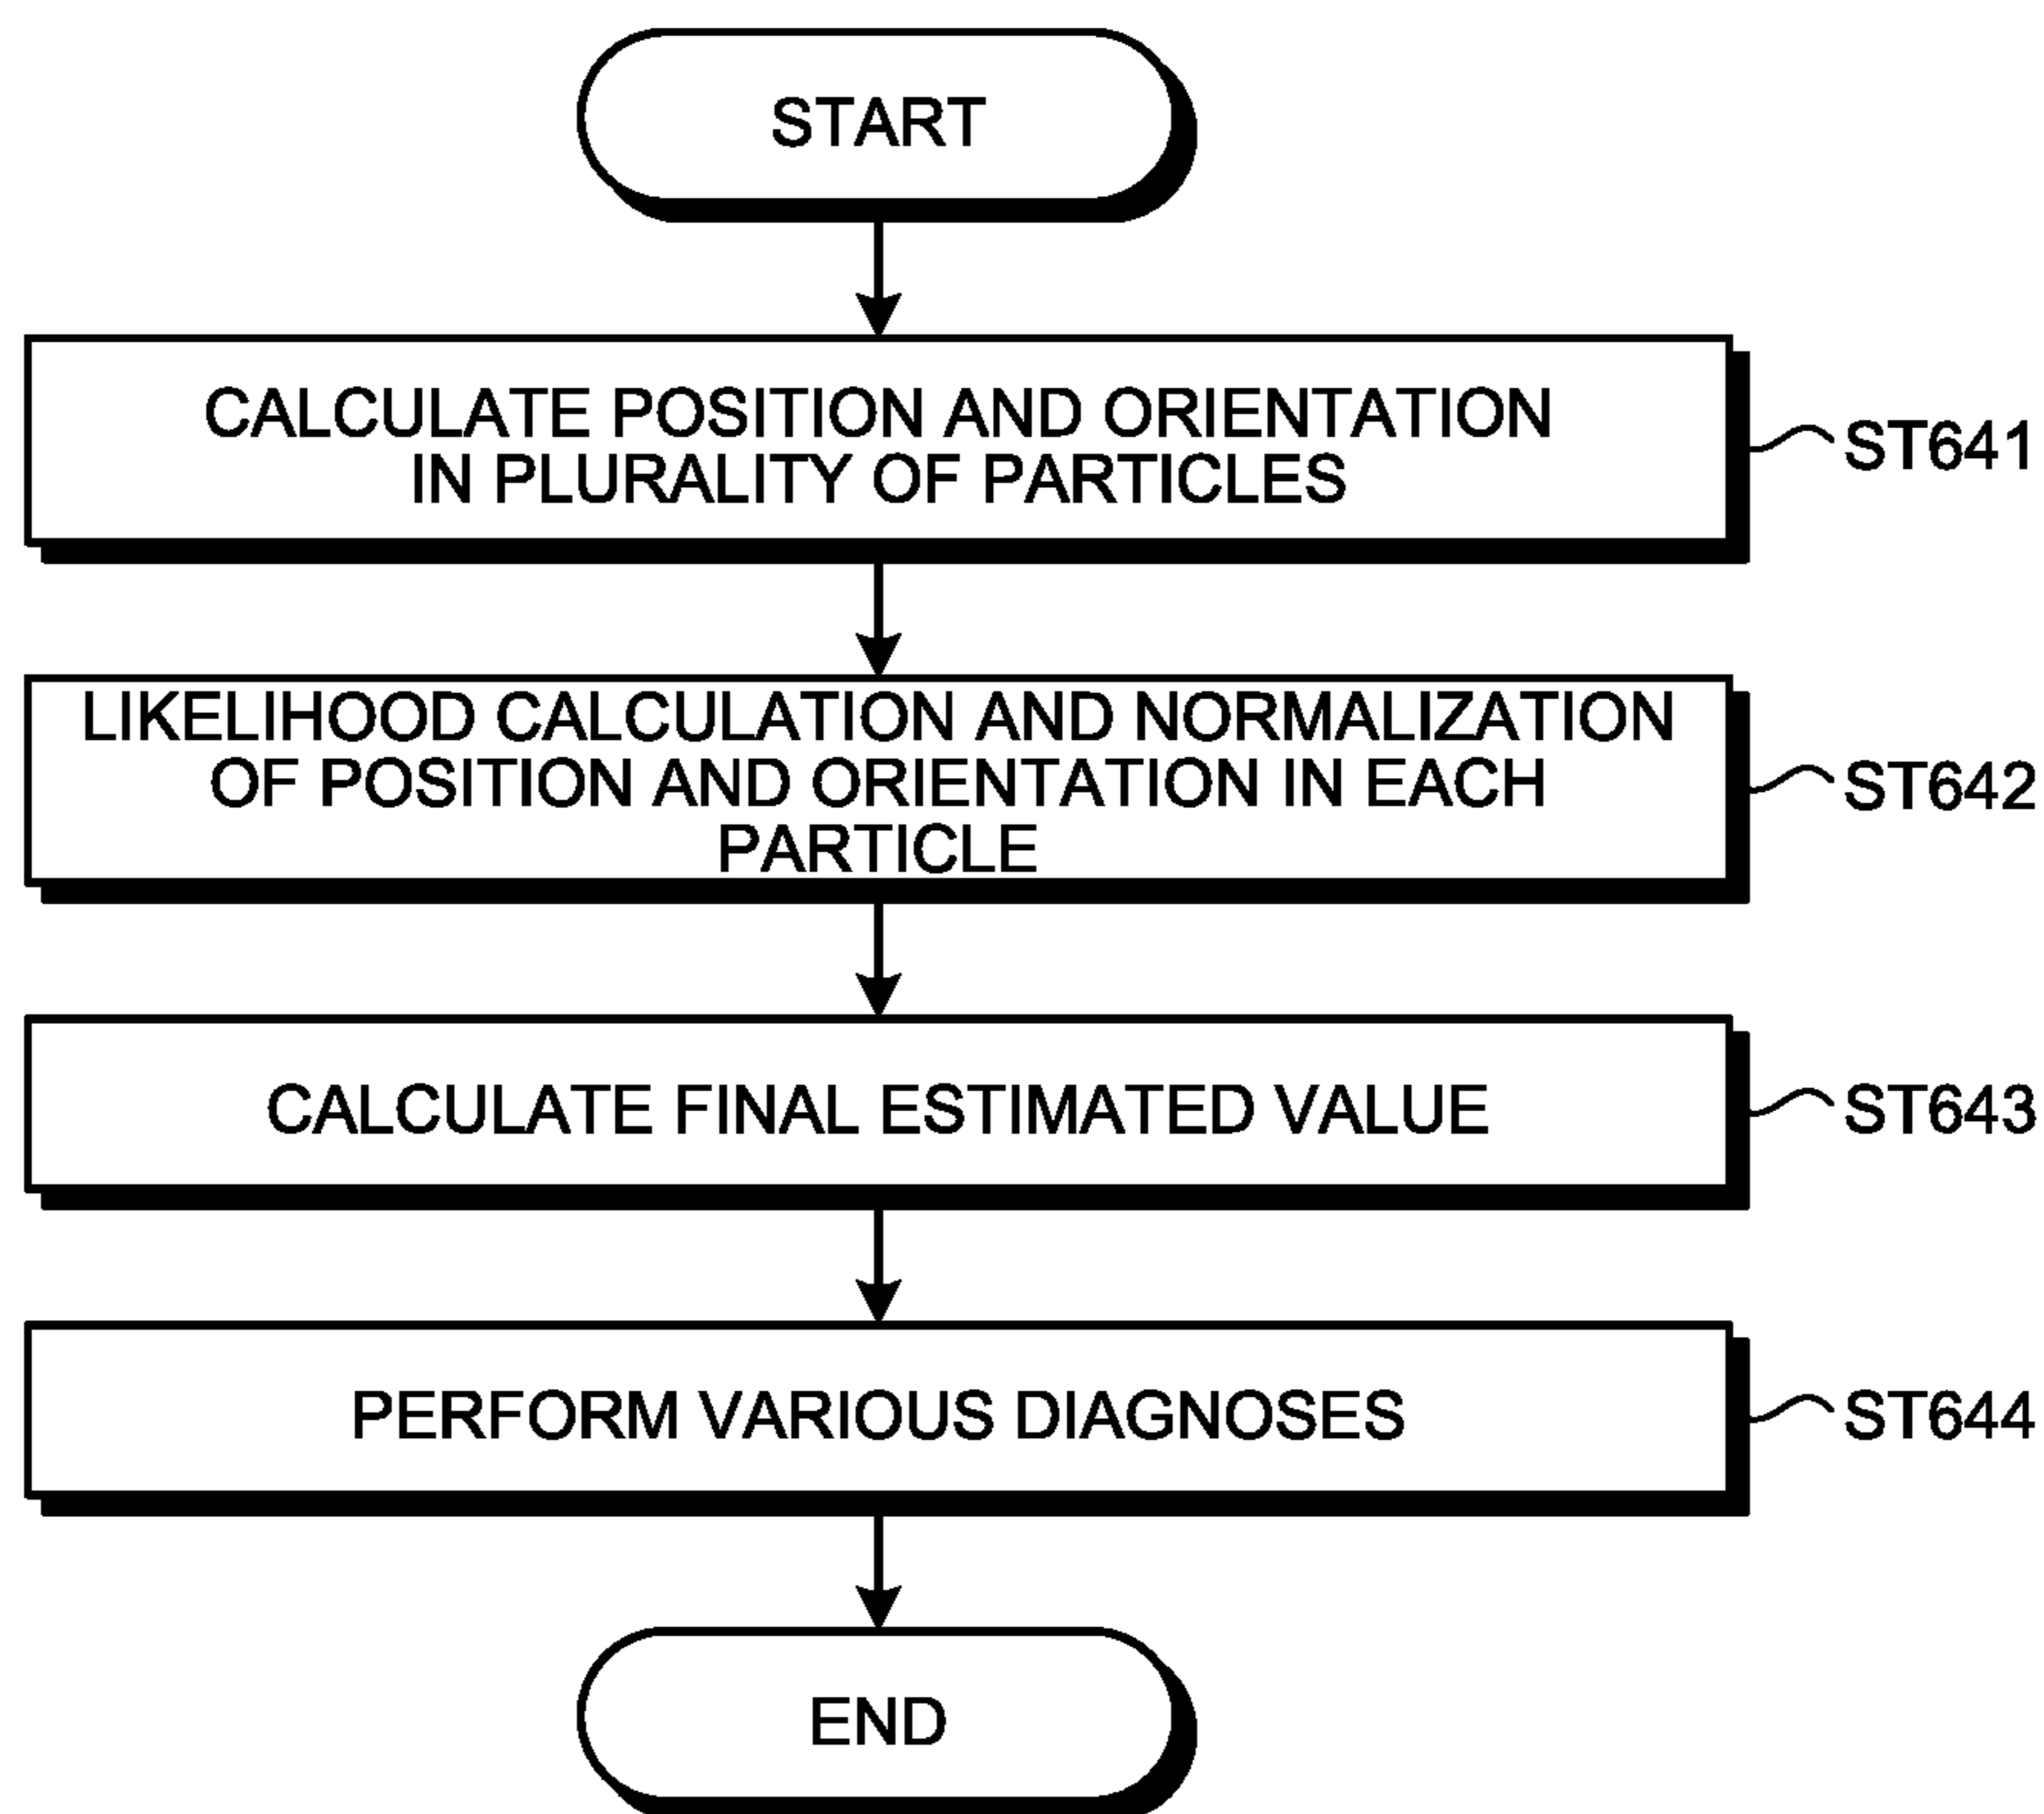 START
CALCULATE POSITION AND ORIENTATION
IN PLURALITY OF PARTICLES
ST641
LIKELIHOOD CALCULATION AND NORMALIZATION
OF POSITION AND ORIENTATION IN EACH
PARTICLE
ST642
CALCULATE FINAL ESTIMATED VALUE
ST643
PERFORM VARIOUS DIAGNOSES
ST644
END